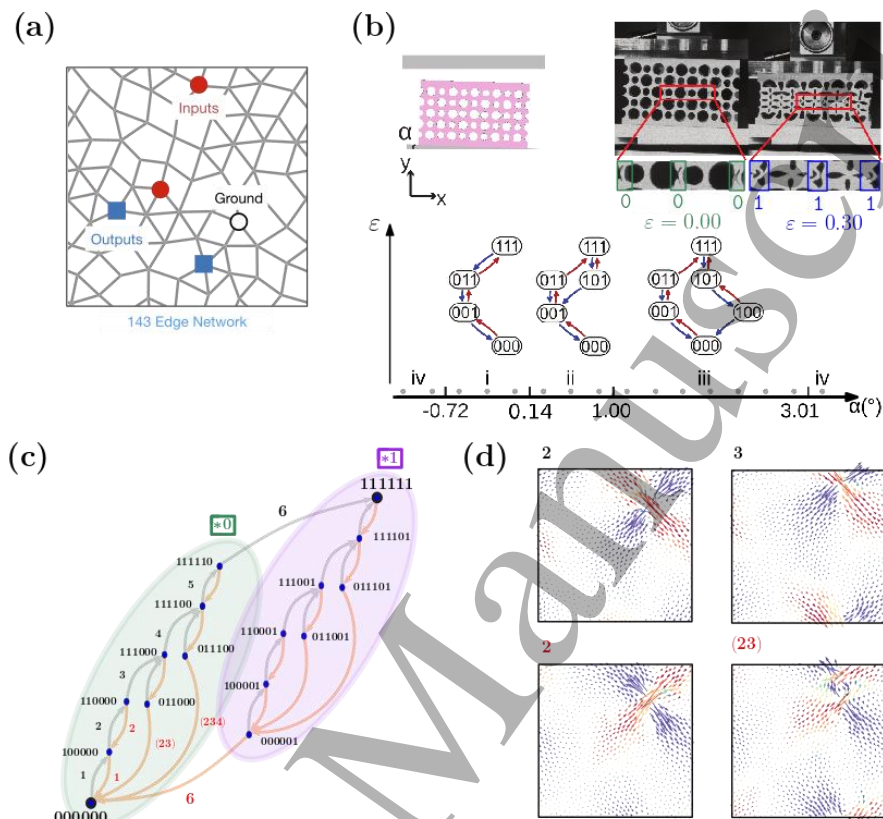 (a)
Inputs
Ground
Outputs
143 Edge Network
(b)
α
y
x
0 0 0
ε = 0.00
1 1 1
ε = 0.30
ε
111
011
001
000
111
011
101
001
000
111
011
101
001
100
000
iv i ii iii iv
-0.72 0.14 1.00 3.01 α(°)
(c)
*1
111111
*0
6
111101
111110
5
111001
011101
111100
4
110001
011001
111000
011100
3
100001
110000
011000
2
2
(23)
(234)
000001
100000
1
1
6
000000
(d)
2 3
2 (23)
Manusc